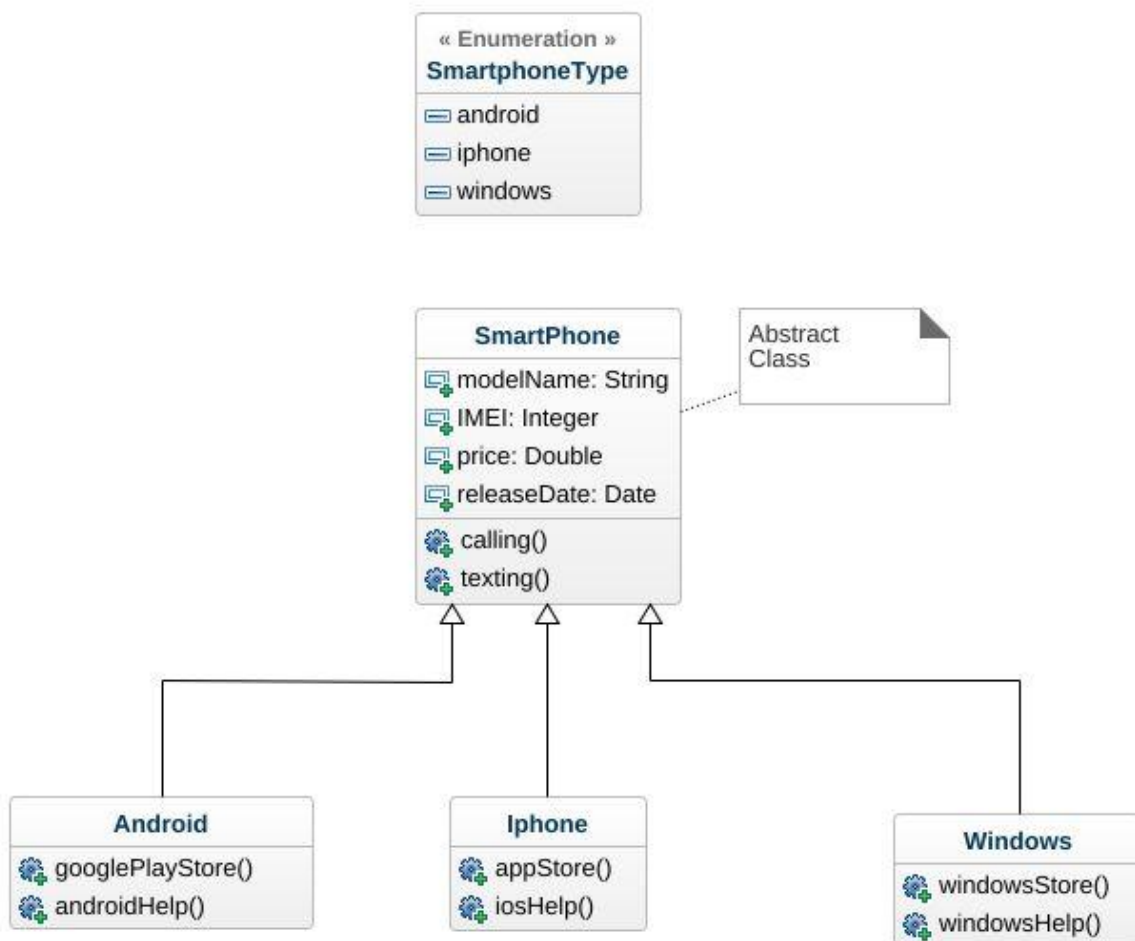 « Enumeration »
SmartphoneType
android
iphone
windows
SmartPhone
modelName: String
IMEI: Integer
price: Double
releaseDate: Date
calling()
texting()
Abstract
Class
Android
googlePlayStore()
androidHelp()
Iphone
appStore()
iosHelp()
Windows
windowsStore()
windowsHelp()